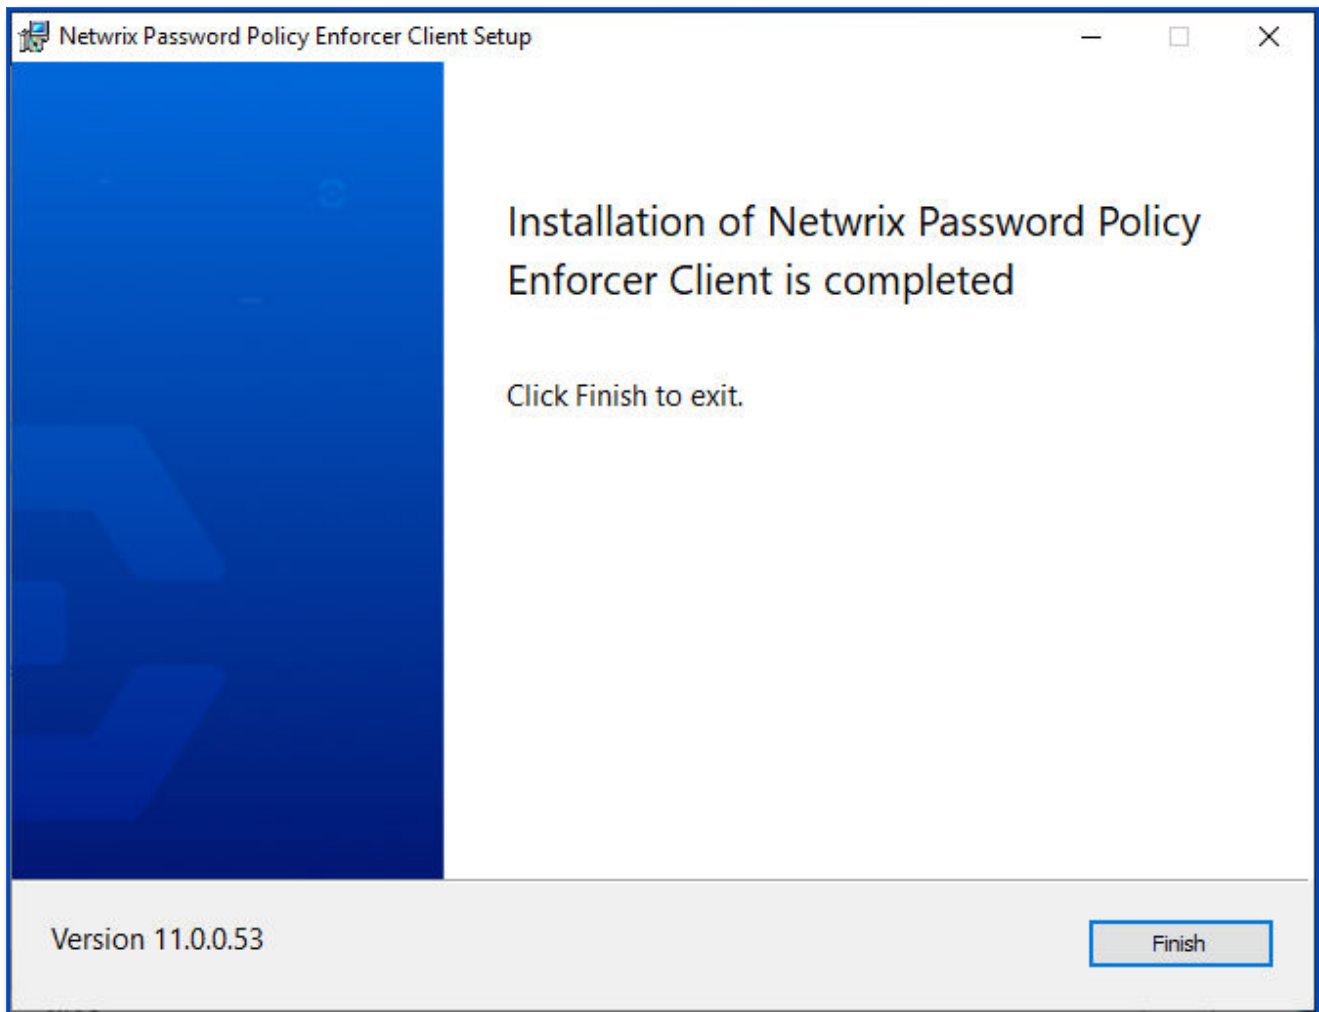 Netwrix Password Policy Enforcer Client Setup
Installation of Netwrix Password Policy
Enforcer Client is completed
Click Finish to exit.
Version 11.0.0.53
Finish